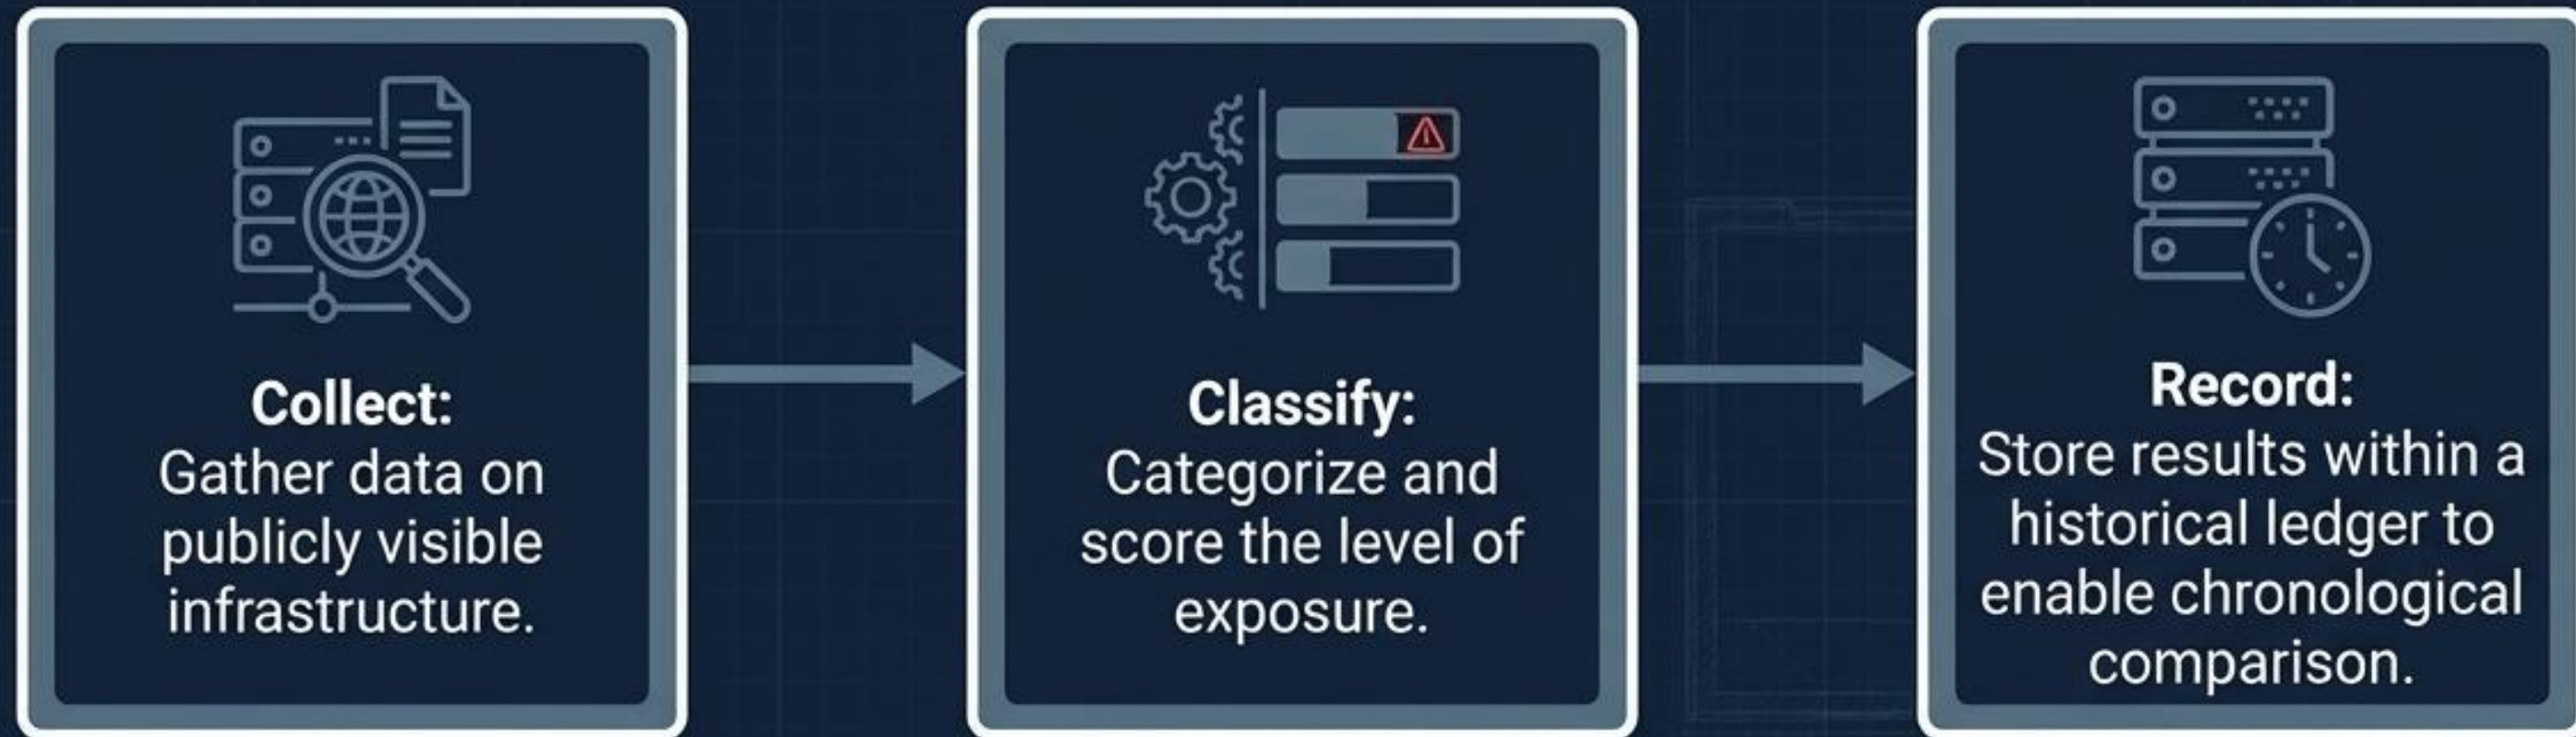 Collect:
Gather data on
publicly visible
infrastructure.
Classify:
Categorize and
score the level of
exposure.
Record:
Store results within a
historical ledger to
enable chronological
comparison.